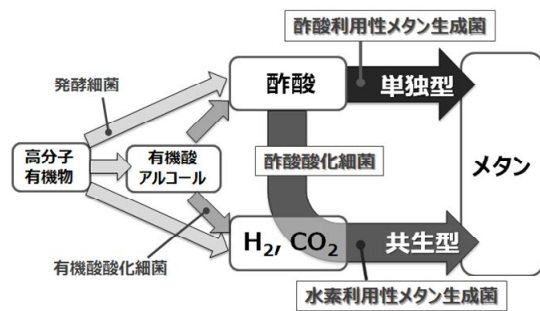 酢酸利用性メタン生成菌
発酵細菌
酢酸
単独型
高分子
有機物
有機酸
アルコール
酢酸酸化細菌
メタン
H2, CO2
共生型
有機酸酸化細菌
水素利用性メタン生成菌